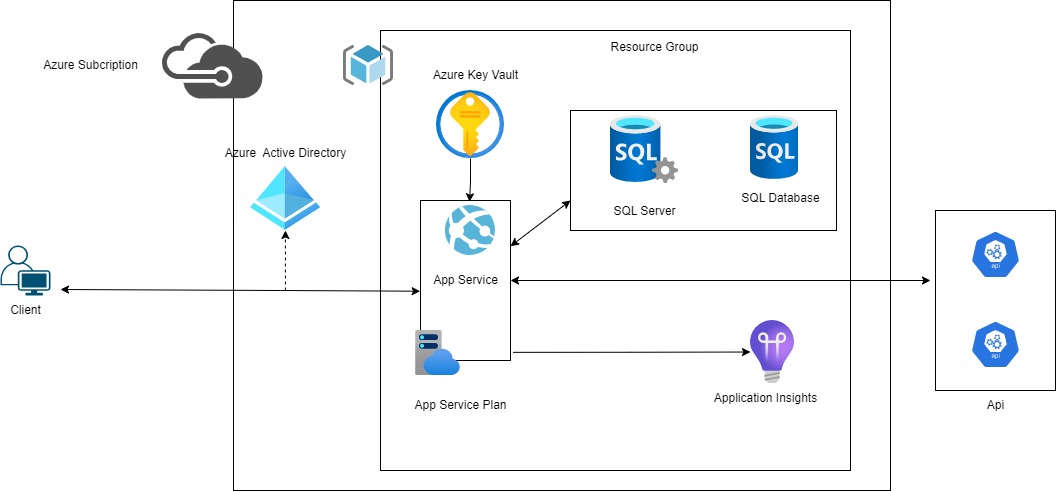 Resource Group
Azure Subcription
Azure Key Vault
SQL
SQL
Azure  Active Directory
SQL Server
SQL Database
api
App Service
Client
api
App Service Plan
Application Insights
Api